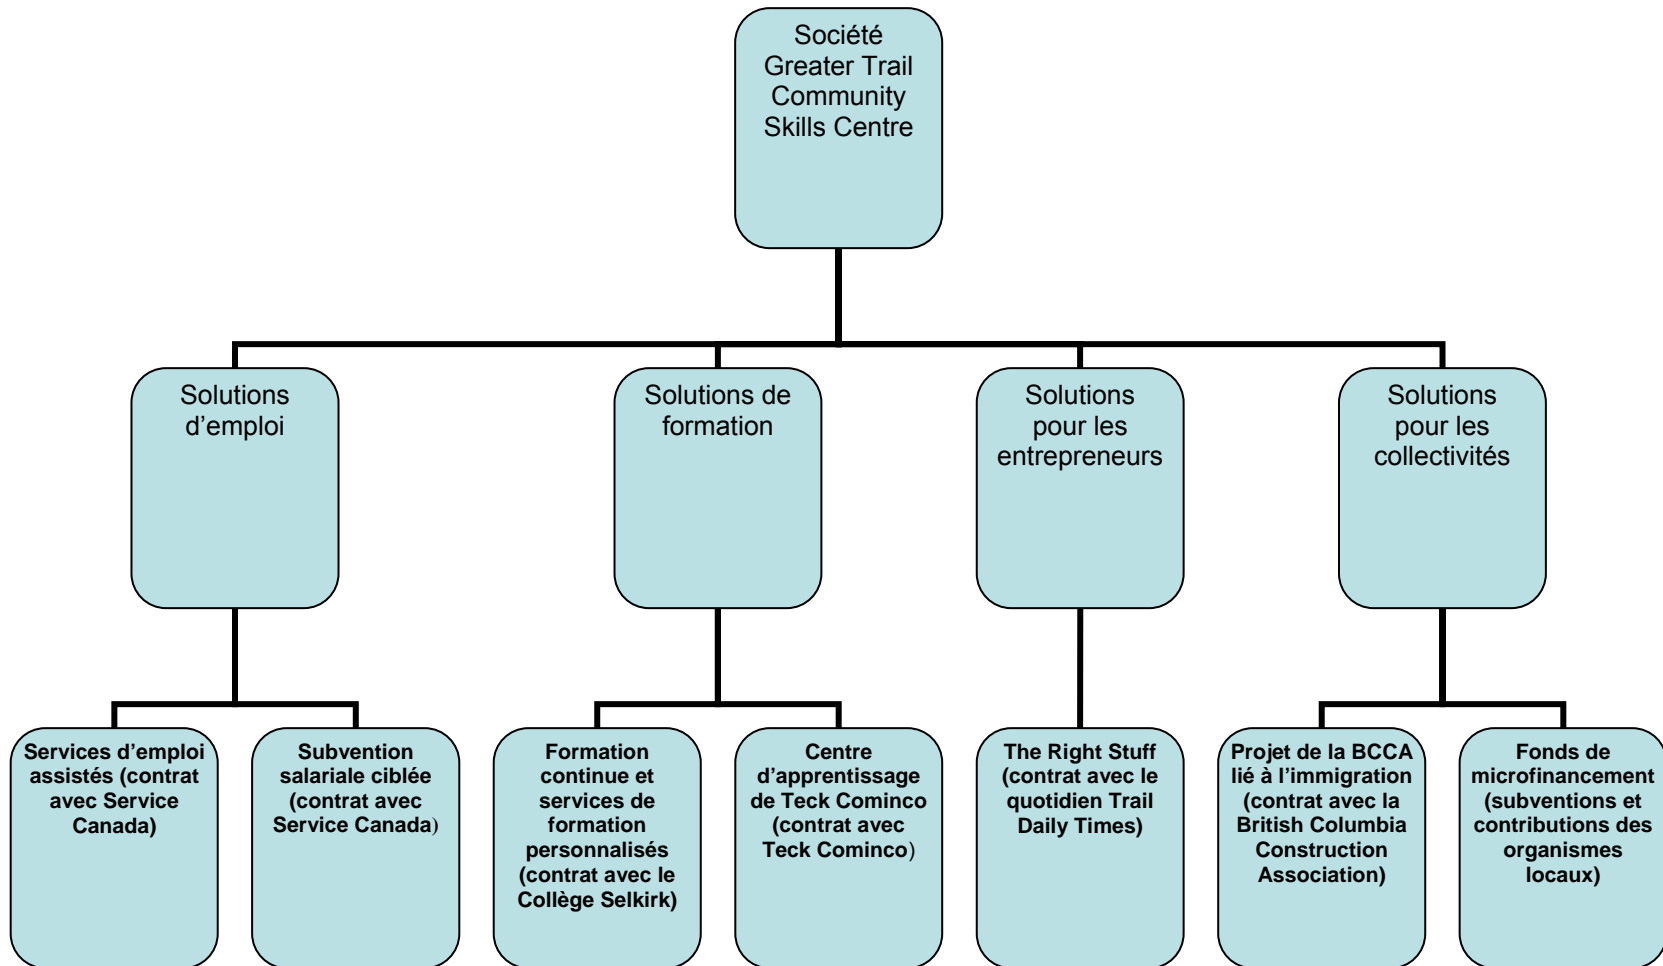 Société
Greater Trail
Community
Skills Centre
Solutions
d’emploi
Solutions de
formation
Solutions
pour les
entrepreneurs
Solutions
pour les
collectivités
Services d’emploi
assistés (contrat
avec Service
Canada)
Subvention
salariale ciblée
(contrat avec
Service Canada)
Formation
continue et
services de
formation
personnalisés
(contrat avec le
Collège Selkirk)
Centre
d’apprentissage
de Teck Cominco
(contrat avec
Teck Cominco)
The Right Stuff
(contrat avec le
quotidien Trail
Daily Times)
Projet de la BCCA
lié à l’immigration
(contrat avec la
British Columbia
Construction
Association)
Fonds de
microfinancement
(subventions et
contributions des
organismes
locaux)